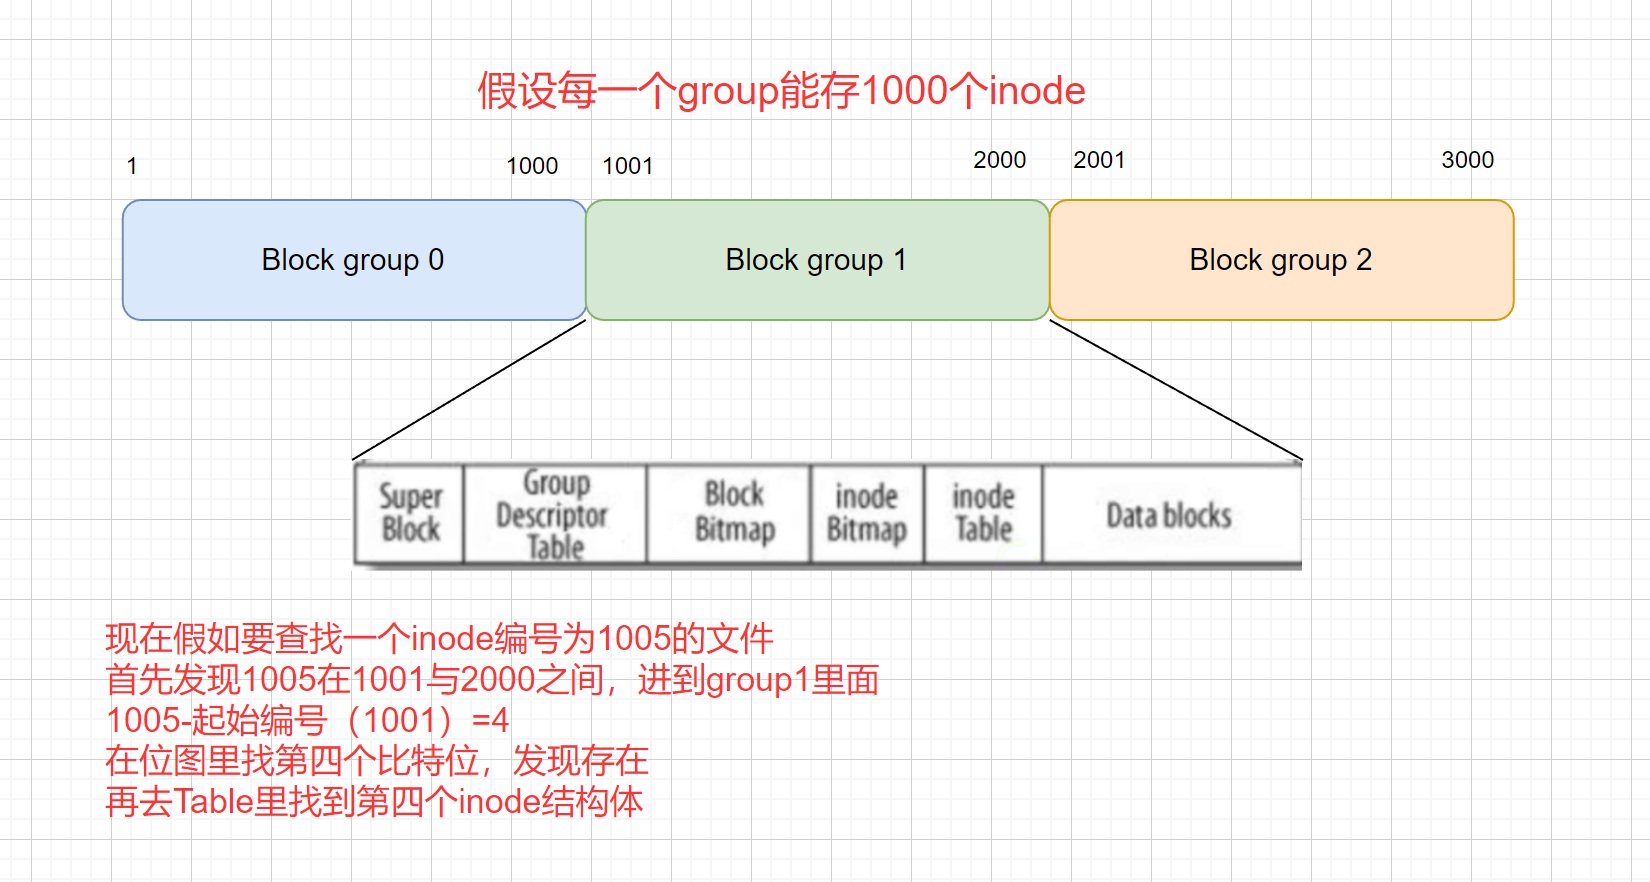 假设每一个group能存1000个inode
1 1000 1001 2000 2001 3000
Block group 0 Block group 1 Block group 2
Super Block
Group Descriptor Table
Block Bitmap
inode Bitmap
inode Table
Data blocks
现在假如要查找一个inode编号为1005的文件
首先发现1005在1001与2000之间，进到group1里面
1005-起始编号（1001）=4
在位图里找第四个比特位，发现存在
再去Table里找到第四个inode结构体